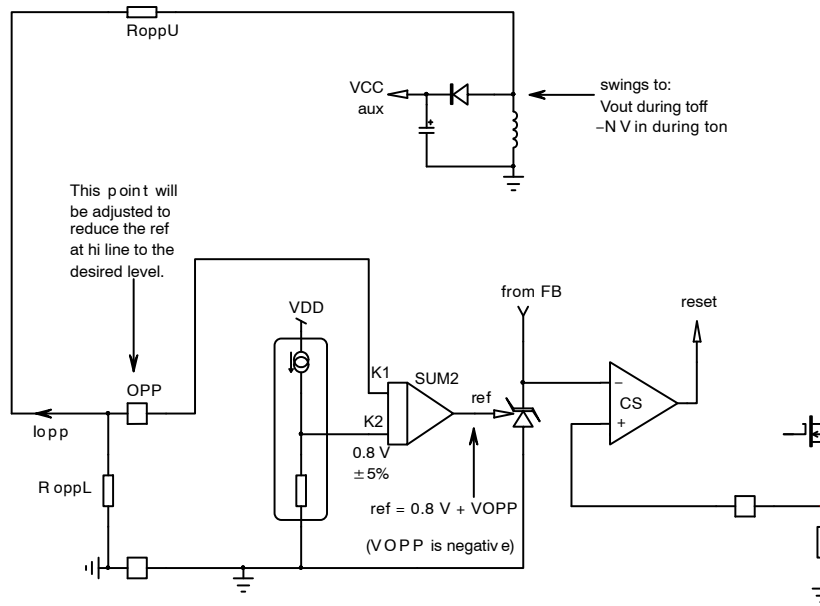 RoppU
VCC
aux
swings to:
Vout during toff
–N V in during ton
This point will
be adjusted to
reduce the ref
at hi line to the
desired level.
from FB
reset
VDD
K1
SUM2
OPP
ref
–
CS
+
K2
Iopp
0.8 V
±5%
R oppL
ref = 0.8 V + VOPP
(VOPP is negative)
+